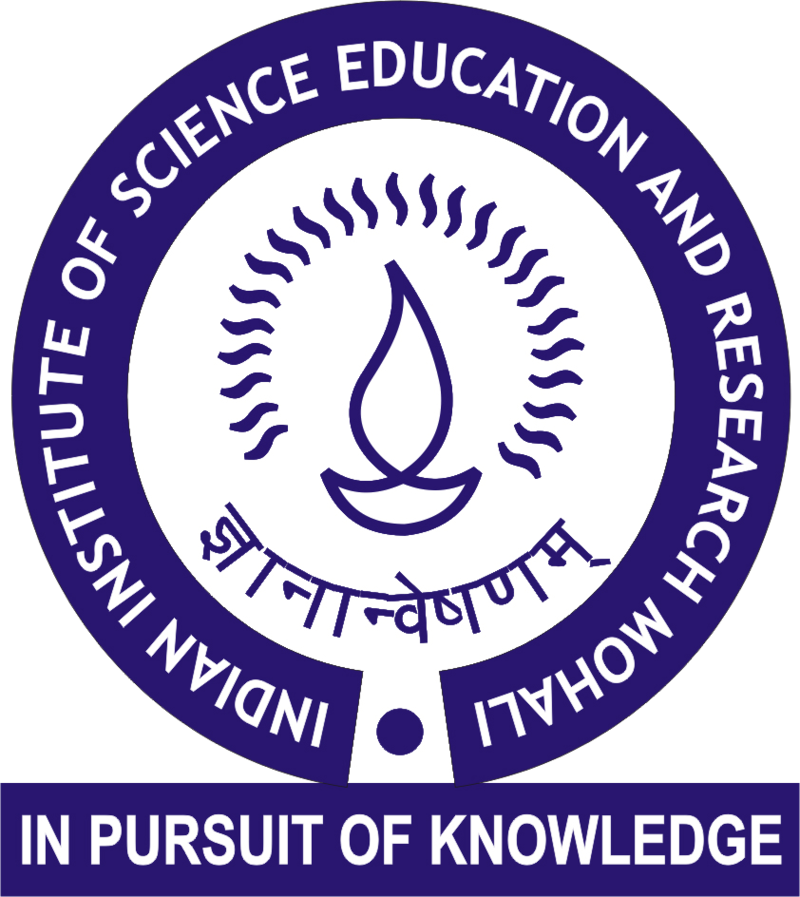 INDIAN INSTITUTE OF SCIENCE EDUCATION AND RESEARCH MOHALI
ज्ञानान्वेषणम्
IN PURSUIT OF KNOWLEDGE